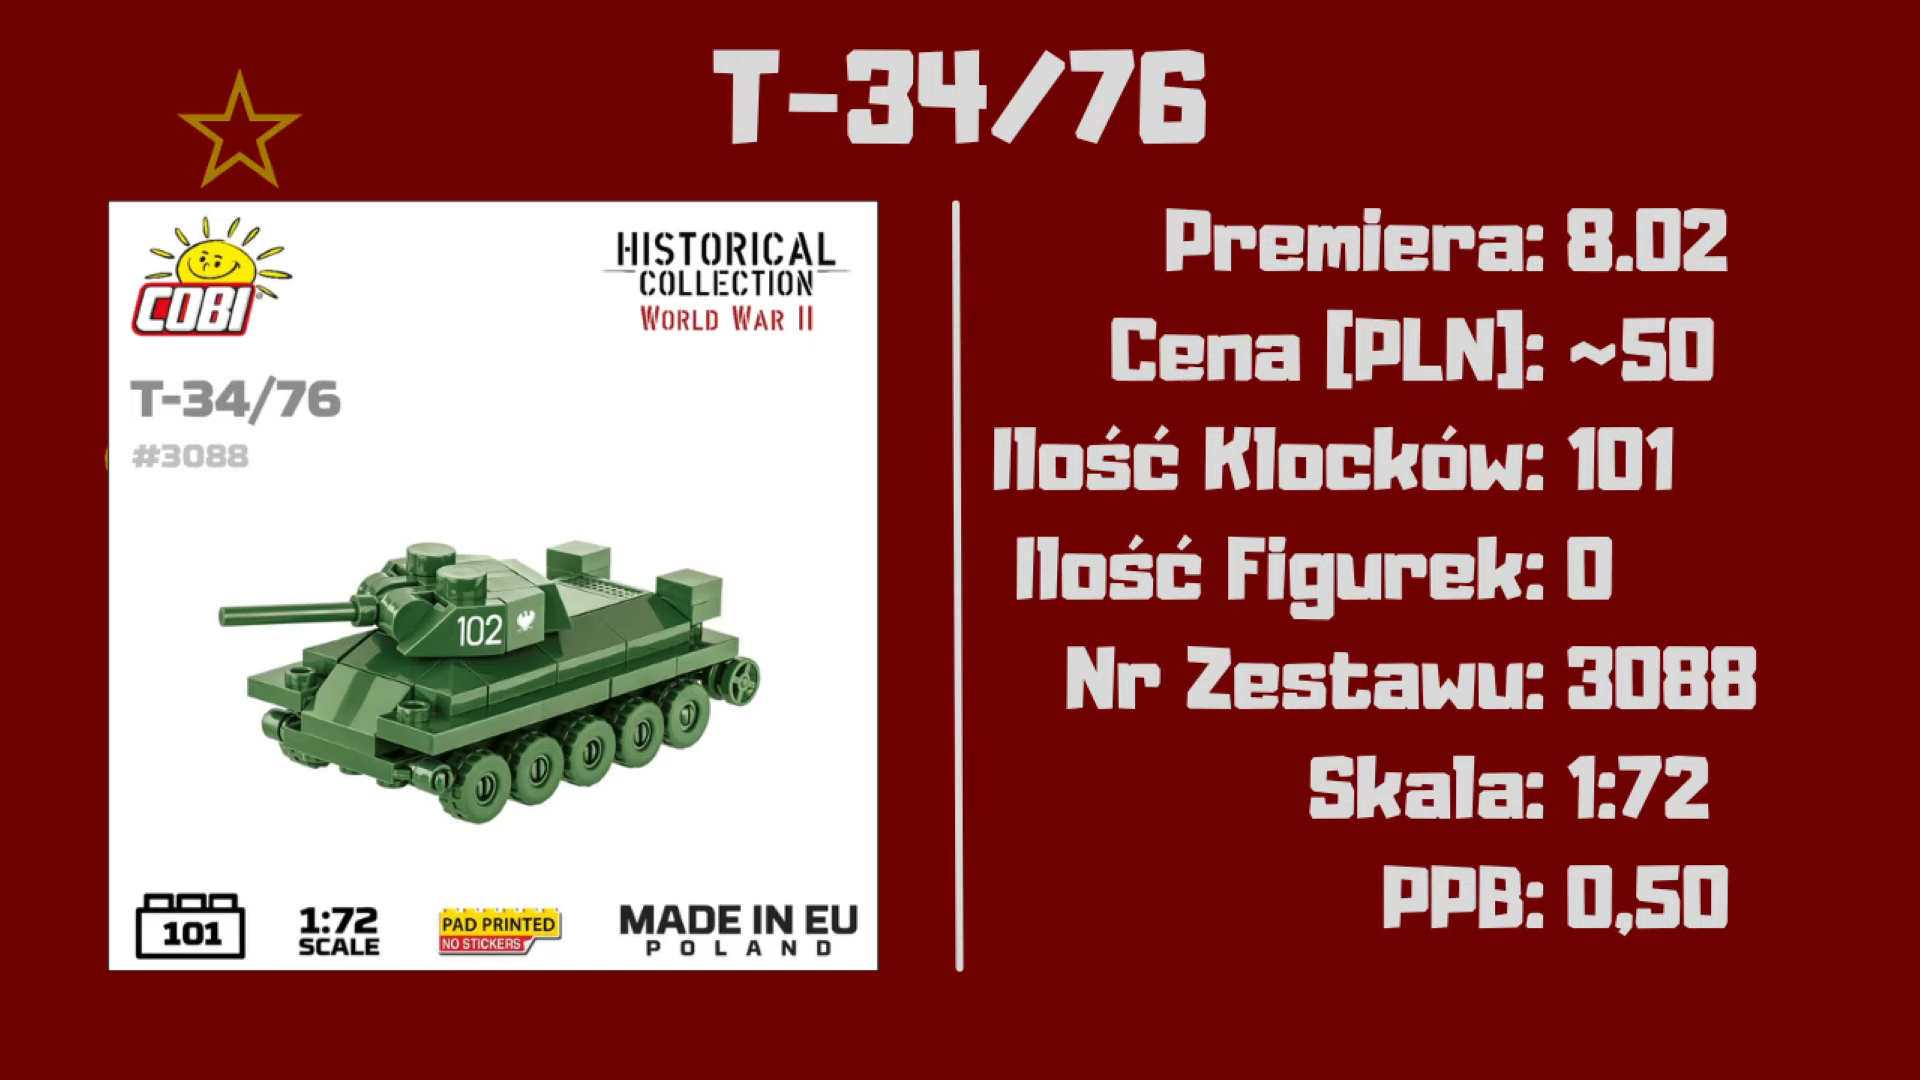 T-34/76
COBI
HISTORICAL
COLLECTION
WORLD WAR II
T-34/76
#3088
102
101
1:72
SCALE
PAD PRINTED
NO STICKERS
MADE IN EU
POLAND
Premiera: 8.02
Cena [PLN]: ~50
Ilość Klocków: 101
Ilość Figurek: 0
Nr Zestawu: 3088
Skala: 1:72
PPB: 0,50